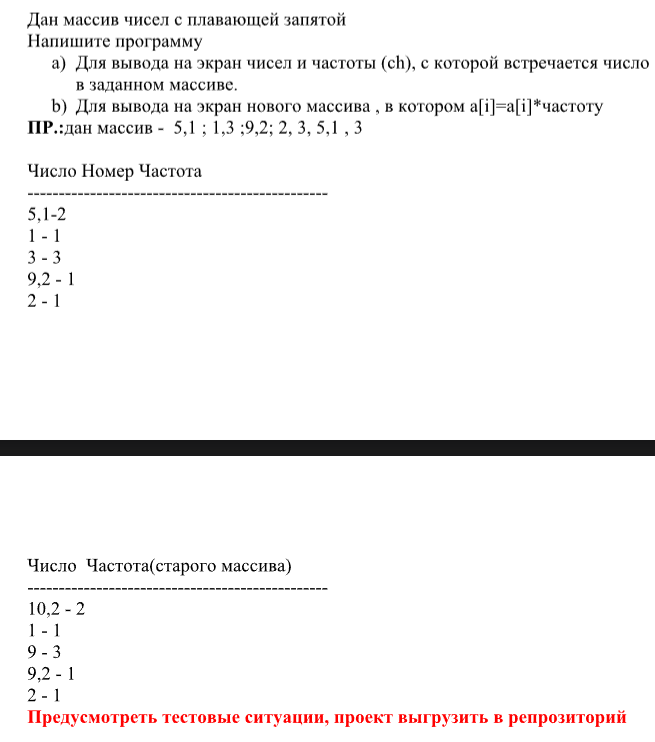 Дан массив чисел с плавающей запятой
Напишите программу
a) Для вывода на экран чисел и частоты (ch), с которой встречается число
в заданном массиве.
b) Для вывода на экран нового массива , в котором a[i]=a[i]*частоту
ПР.:дан массив - 5,1 ; 1,3 ;9,2; 2, 3, 5,1 , 3
Число Номер Частота
------------------------------------------------
5,1-2
1 - 1
3 - 3
9,2 - 1
2 - 1
Число  Частота(старого массива)
------------------------------------------------
10,2 - 2
1 - 1
9 - 3
9,2 - 1
2 - 1
Предусмотреть тестовые ситуации, проект выгрузить в репрозиторий